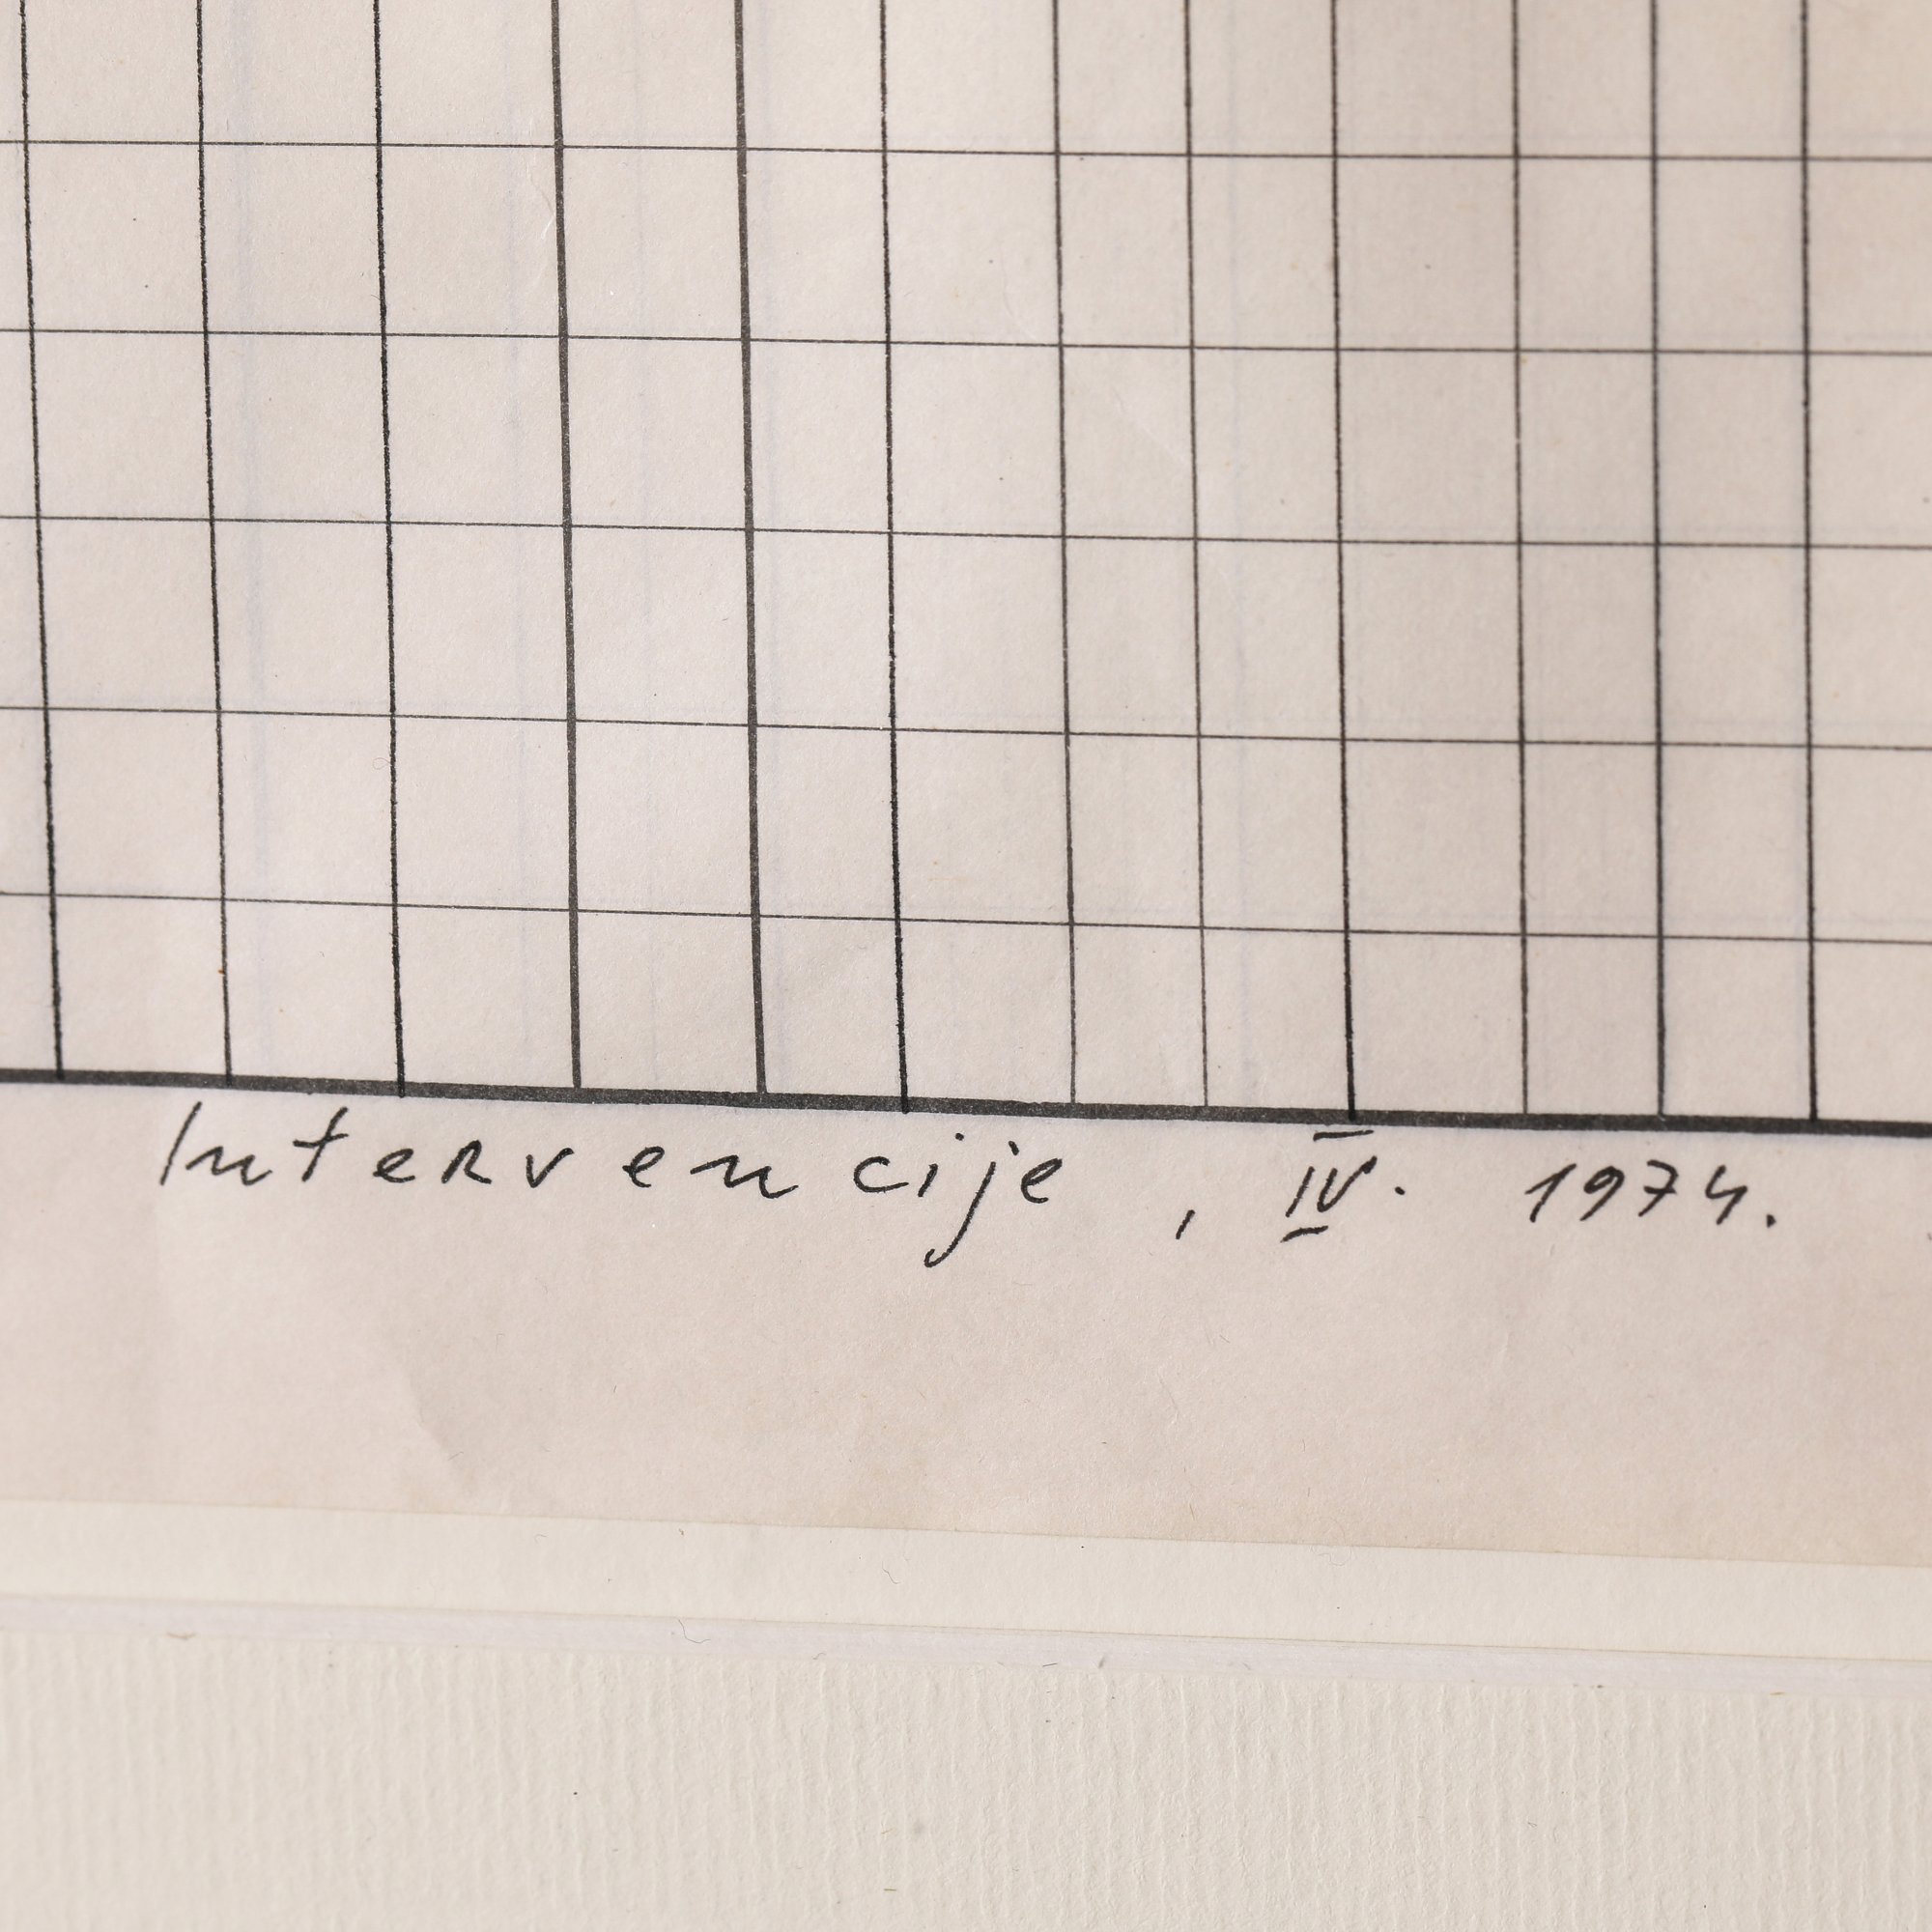 Intervencije, IV. 1974.